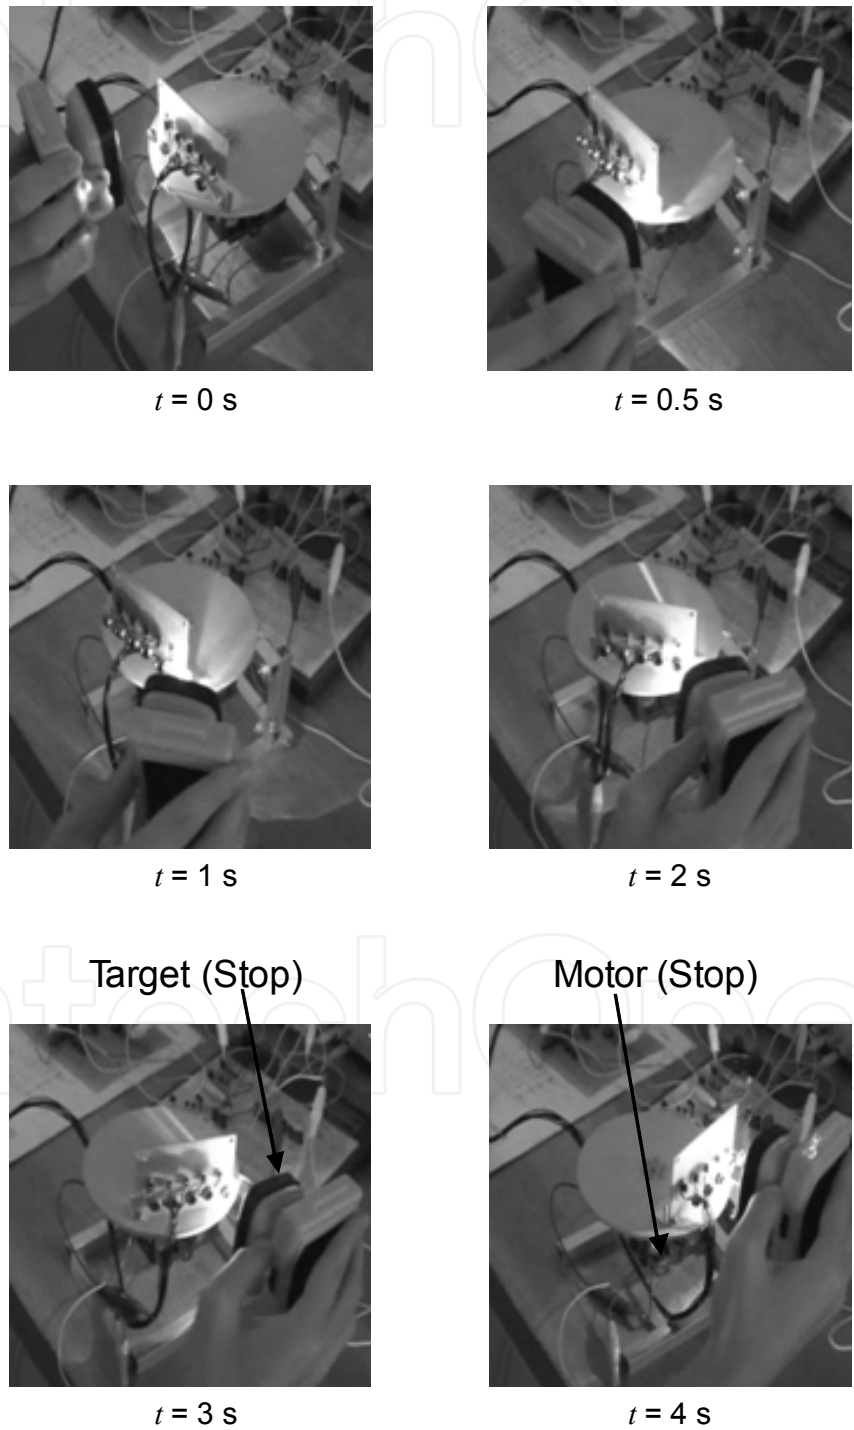 t = 0 s
t = 0.5 s
t = 1 s
t = 2 s
Target (Stop)
Motor (Stop)
t = 3 s
t = 4 s